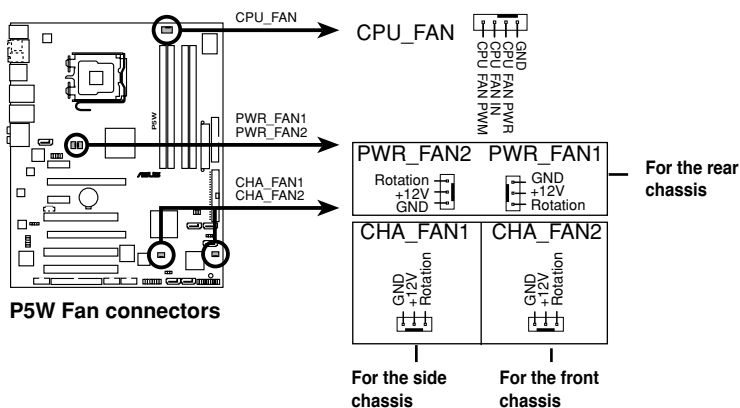 CPU_FAN
CPU_FAN
CPU FAN PWM
CPU FAN IN
CPU FAN PWR
GND
P5W
/ISUS
PWR_FAN1
PWR_FAN2
PWR_FAN2
PWR_FAN1
Rotation
+12V
GND
GND
+12V
Rotation
For the rear
chassis
CHA_FAN1
CHA_FAN2
CHA_FAN1
CHA_FAN2
GND
+12V
Rotation
GND
+12V
Rotation
P5W Fan connectors
For the side
chassis
For the front
chassis